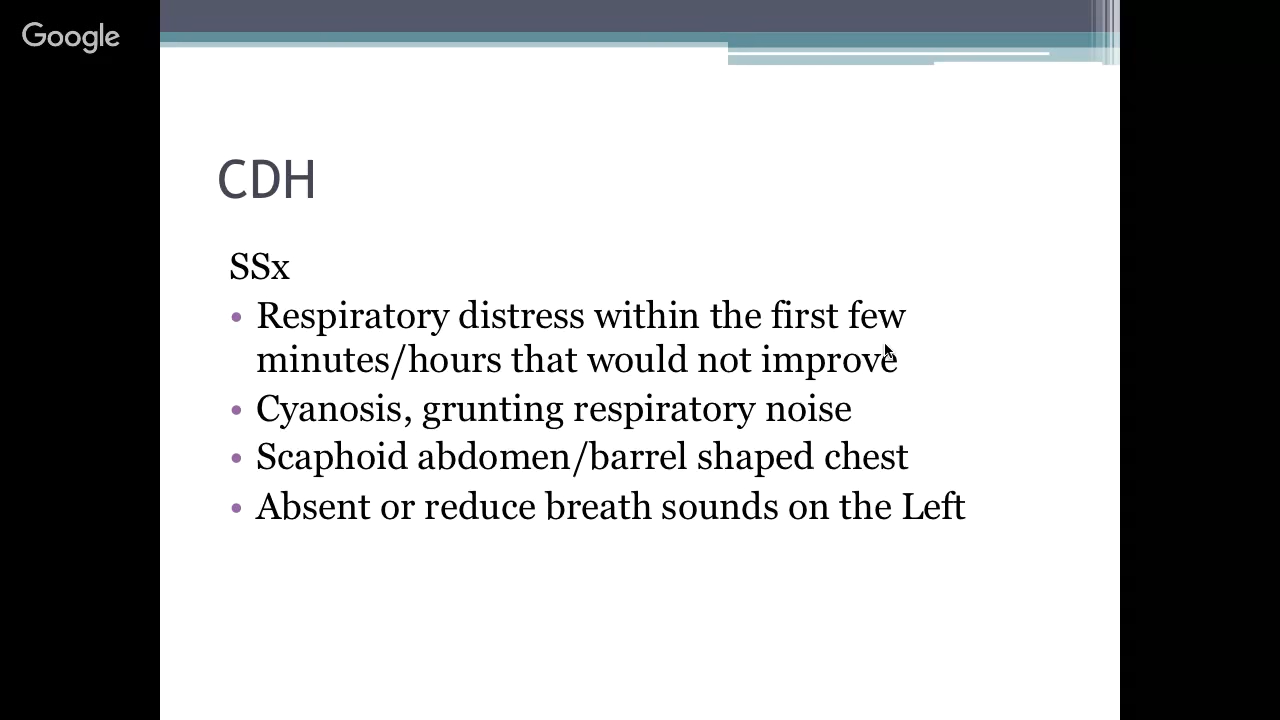 Google
CDH
SSx
• Respiratory distress within the first few
minutes/hours that would not improve
• Cyanosis, grunting respiratory noise
• Scaphoid abdomen/barrel shaped chest
• Absent or reduce breath sounds on the Left